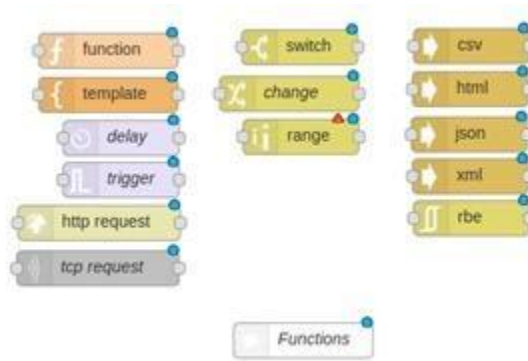 function
template
delay
trigger
http request
tcp request
switch
change
range
csv
html
json
xml
rbe
Functions